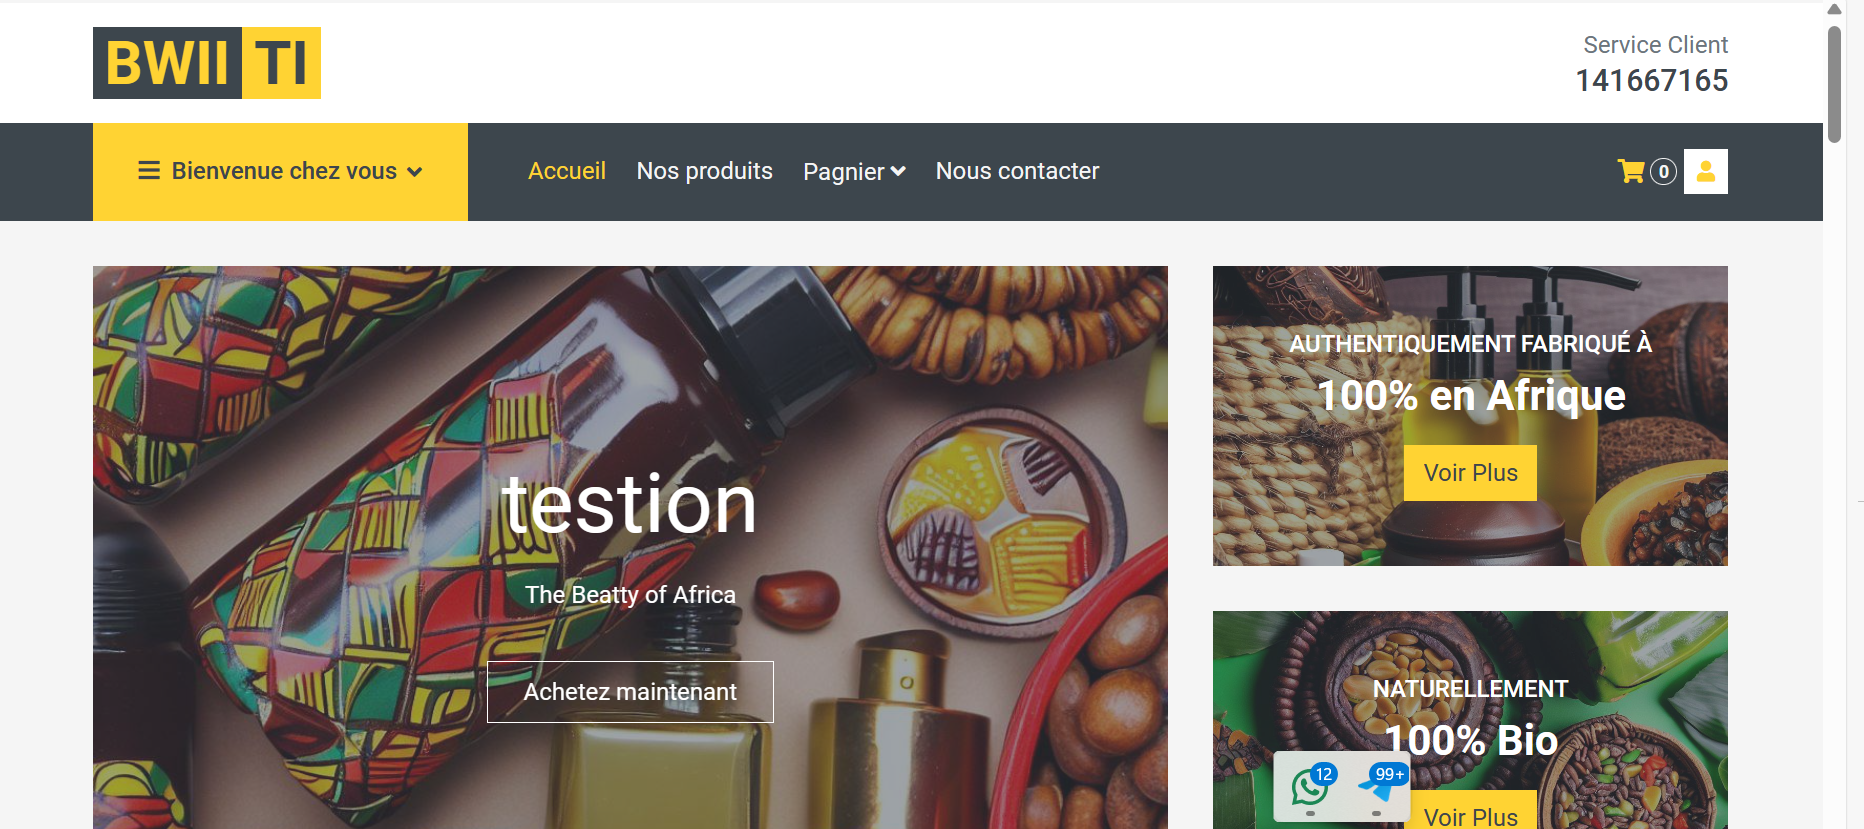 BWII TI
Service Client
141667165
Bienvenue chez vous
Accueil
Nos produits
Pagnier
Nous contacter
0
testion
The Beatty of Africa
Achetez maintenant
AUTHENTIQUEMENT FABRIQUÉ À
100% en Afrique
Voir Plus
NATURELLEMENT
100% Bio
12
99+
Voir Plus